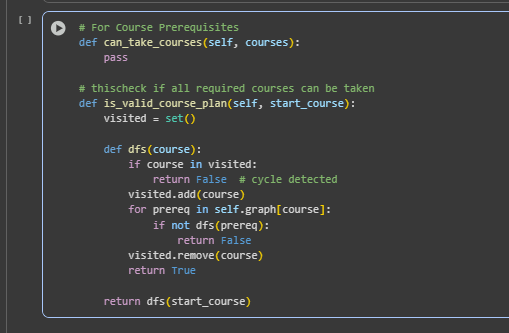 [ ]
# For Course Prerequisites
def can_take_courses(self, courses):
    pass

# thischeck if all required courses can be taken
def is_valid_course_plan(self, start_course):
    visited = set()

    def dfs(course):
        if course in visited:
            return False  # cycle detected
        visited.add(course)
        for prereq in self.graph[course]:
            if not dfs(prereq):
                return False
        visited.remove(course)
        return True

    return dfs(start_course)